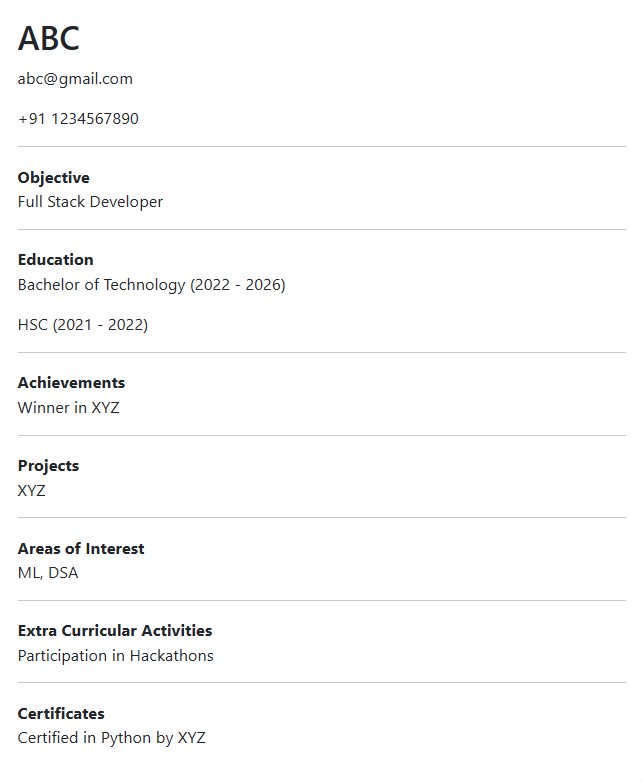 ABC
abc@gmail.com
+91 1234567890
Objective
Full Stack Developer
Education
Bachelor of Technology (2022 - 2026)
HSC (2021 - 2022)
Achievements
Winner in XYZ
Projects
XYZ
Areas of Interest
ML, DSA
Extra Curricular Activities
Participation in Hackathons
Certificates
Certified in Python by XYZ